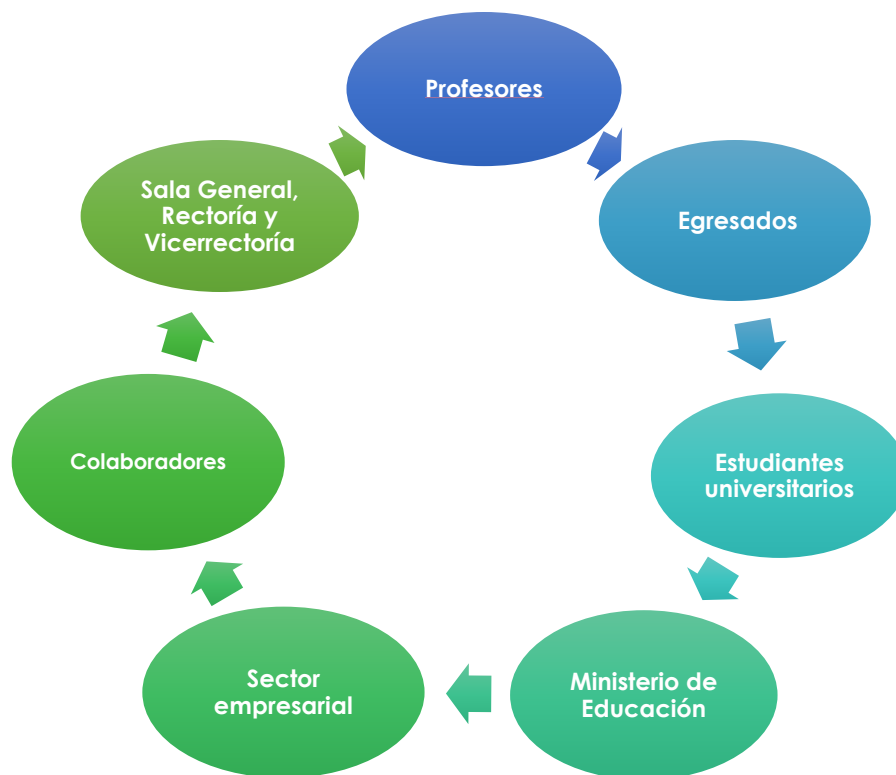 Profesores
Egresados
Estudiantes
universitarios
Ministerio de
Educación
Sector
empresarial
Colaboradores
Sala General,
Rectoría y
Vicerrectoría